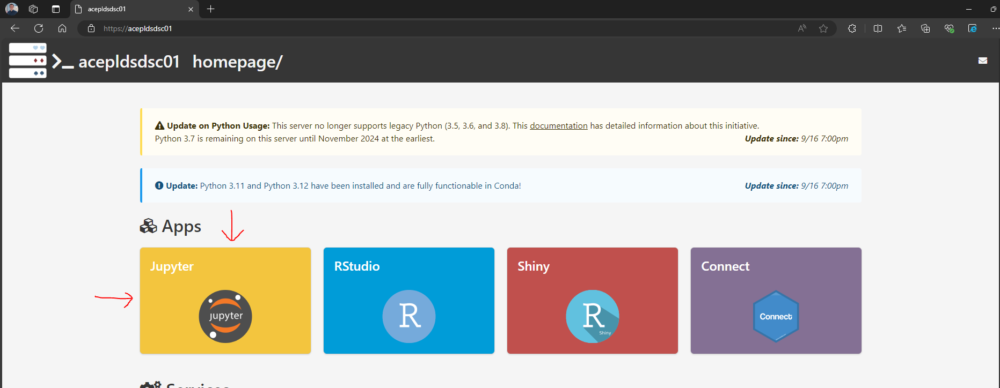 acepldsdsc01
https://acepldsdsc01
acepldsdsc01 homepage/
Update on Python Usage: This server no longer supports legacy Python (3.5, 3.6, and 3.8). This documentation has detailed information about this initiative.
Python 3.7 is remaining on this server until November 2024 at the earliest. Update since: 9/16 7:00pm
Update: Python 3.11 and Python 3.12 have been installed and are fully functionable in Conda! Update since: 9/16 7:00pm
Apps
Jupyter RStudio Shiny Connect
jupyter R R Connect
Shiny
Services